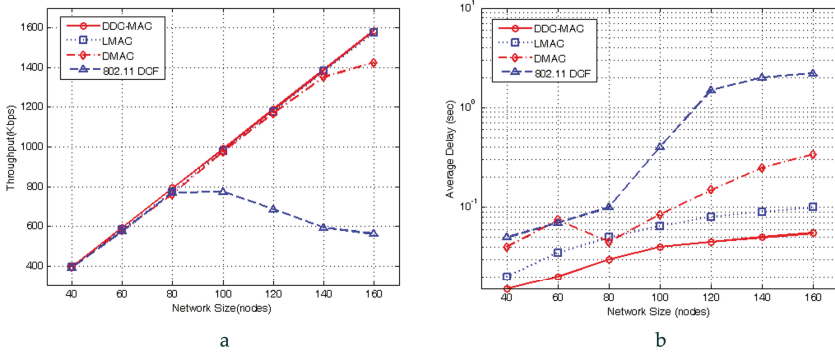 1600
1400
1200
1000
800
600
400
Throughput(Kbps)
DDC-MAC
LMAC
DMAC
802.11 DCF
40 60 80 100 120 140 160
Network Size(nodes)
a
10^1
10^0
10^-1
Average Delay (sec)
DDC-MAC
LMAC
DMAC
802.11 DCF
40 60 80 100 120 140 160
Network Size (nodes)
b